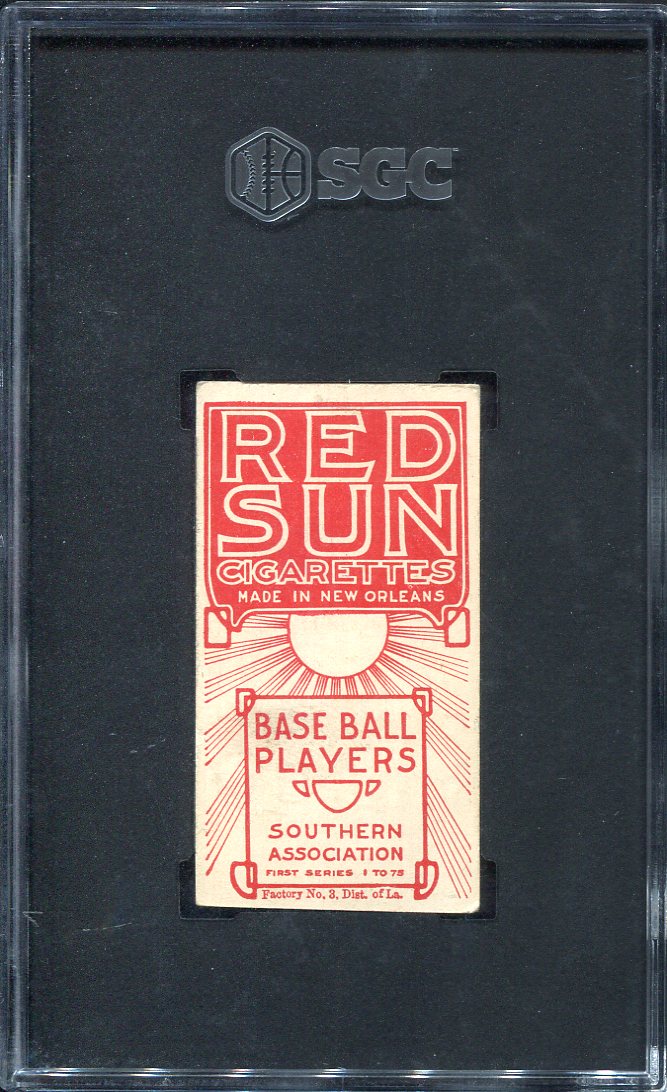 SGC
RED
SUN
CIGARETTES
MADE IN NEW ORLEANS
BASE BALL
PLAYERS
SOUTHERN
ASSOCIATION
FIRST SERIES 1 TO 75
Factory No. 3, Dist. of La.